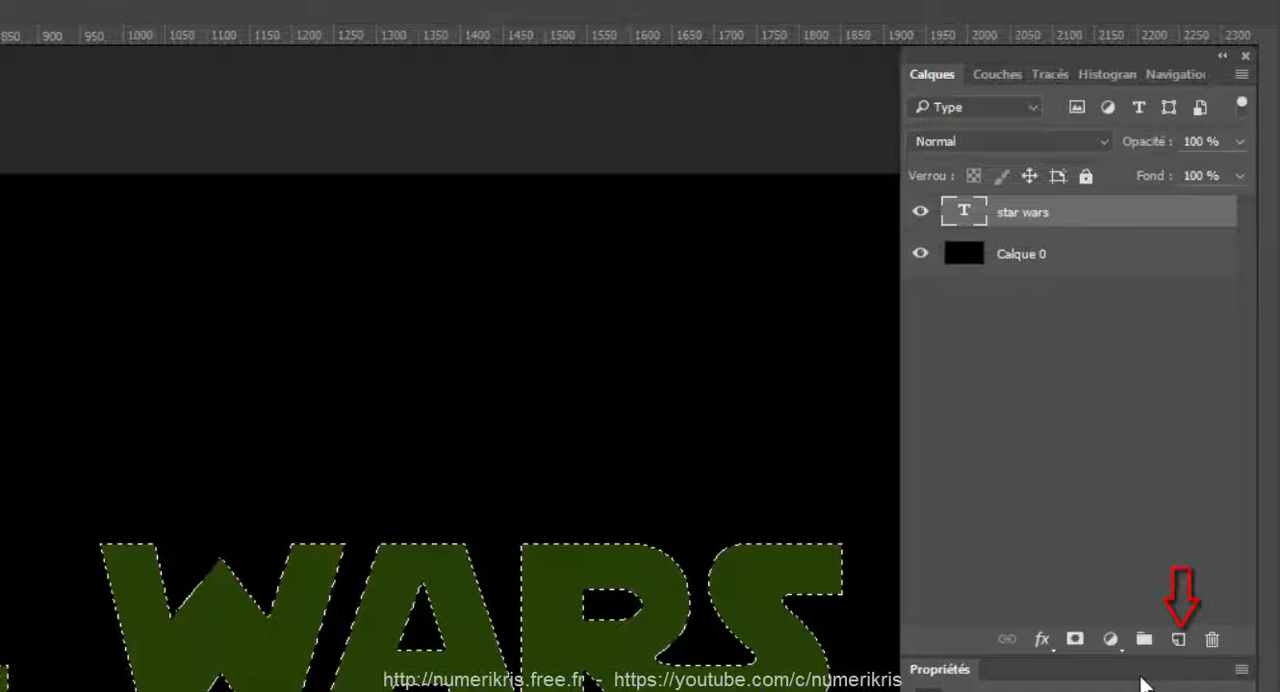 850 900 950 1000 1050 1100 1150 1200 1250 1300 1350 1400 1450 1500 1550 1600 1650 1700 1750 1800 1850 1900 1950 2000 2050 2100 2150 2200 2250 2300
Calques Couches Tracés Histogran Navigation
Type T
Normal Opacité : 100 %
Verrou : Fond : 100 %
T star wars
Calque 0
WARS
fx
Propriétés
http://numerikris.free.fr - https://youtube.com/c/numerikris